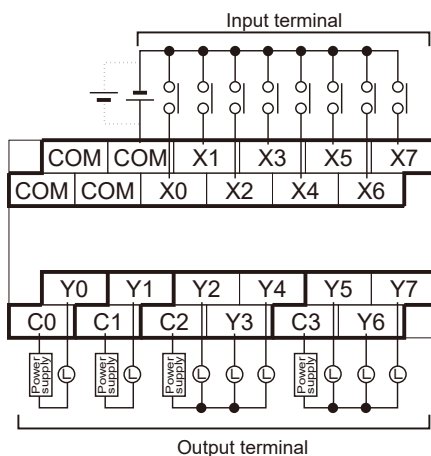 Input terminal
COM COM X1 X3 X5 X7
COM COM X0 X2 X4 X6
Y0 Y1 Y2 Y4 Y5 Y7
C0 C1 C2 Y3 C3 Y6
Power supply L Power supply L Power supply L L L Power supply L L L
Output terminal